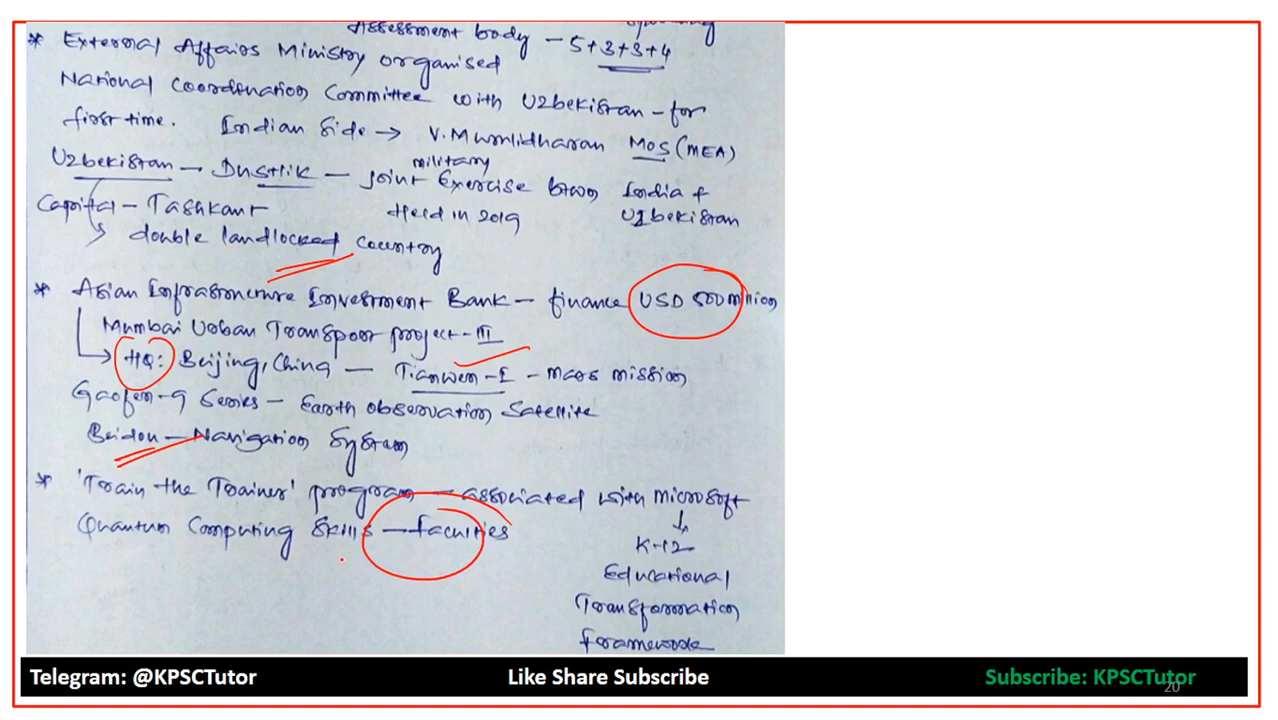 Assessment body - 5+3+3+4
* External Affairs Ministry organised
National Coordination Committee with Uzbekistan - for
first time. Indian Side → V. Murlidharan MOS (MEA)
Uzbekistan - Dustlik - Joint military Exercise btwn India &
Capital - Tashkant Held in 2019 Uzbekistan
double landlocked country
* Asian Infrastructure Investment Bank - finance USD 500 million
Mumbai Urban Transport project - III
HQ: Beijing, China - Tianwen-I - mars mission
Gaofen-9 Series - Earth observation Satellite
Beidou - Navigation System
* 'Train the Trainer' program - associated with Microsoft
Quantum Computing Skills - faculties
K-12
Educational
Transformation
framework
Telegram: @KPSCTutor Like Share Subscribe Subscribe: KPSCTutor
20